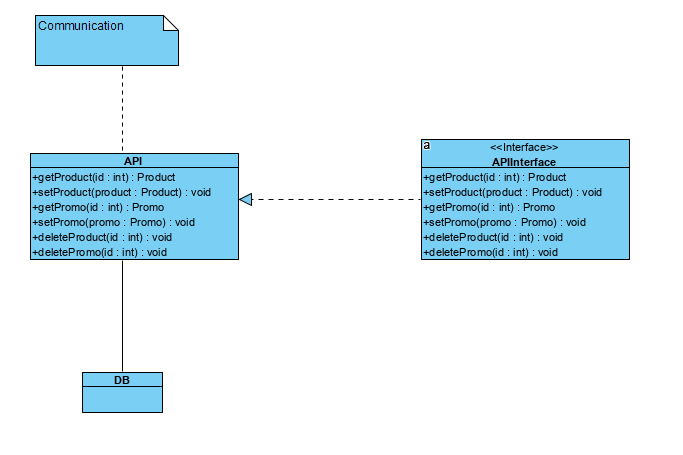 Communication
API
+getProduct(id : int) : Product
+setProduct(product : Product) : void
+getPromo(id : int) : Promo
+setPromo(promo : Promo) : void
+deleteProduct(id : int) : void
+deletePromo(id : int) : void
a
<<Interface>>
APIInterface
+getProduct(id : int) : Product
+setProduct(product : Product) : void
+getPromo(id : int) : Promo
+setPromo(promo : Promo) : void
+deleteProduct(id : int) : void
+deletePromo(id : int) : void
DB